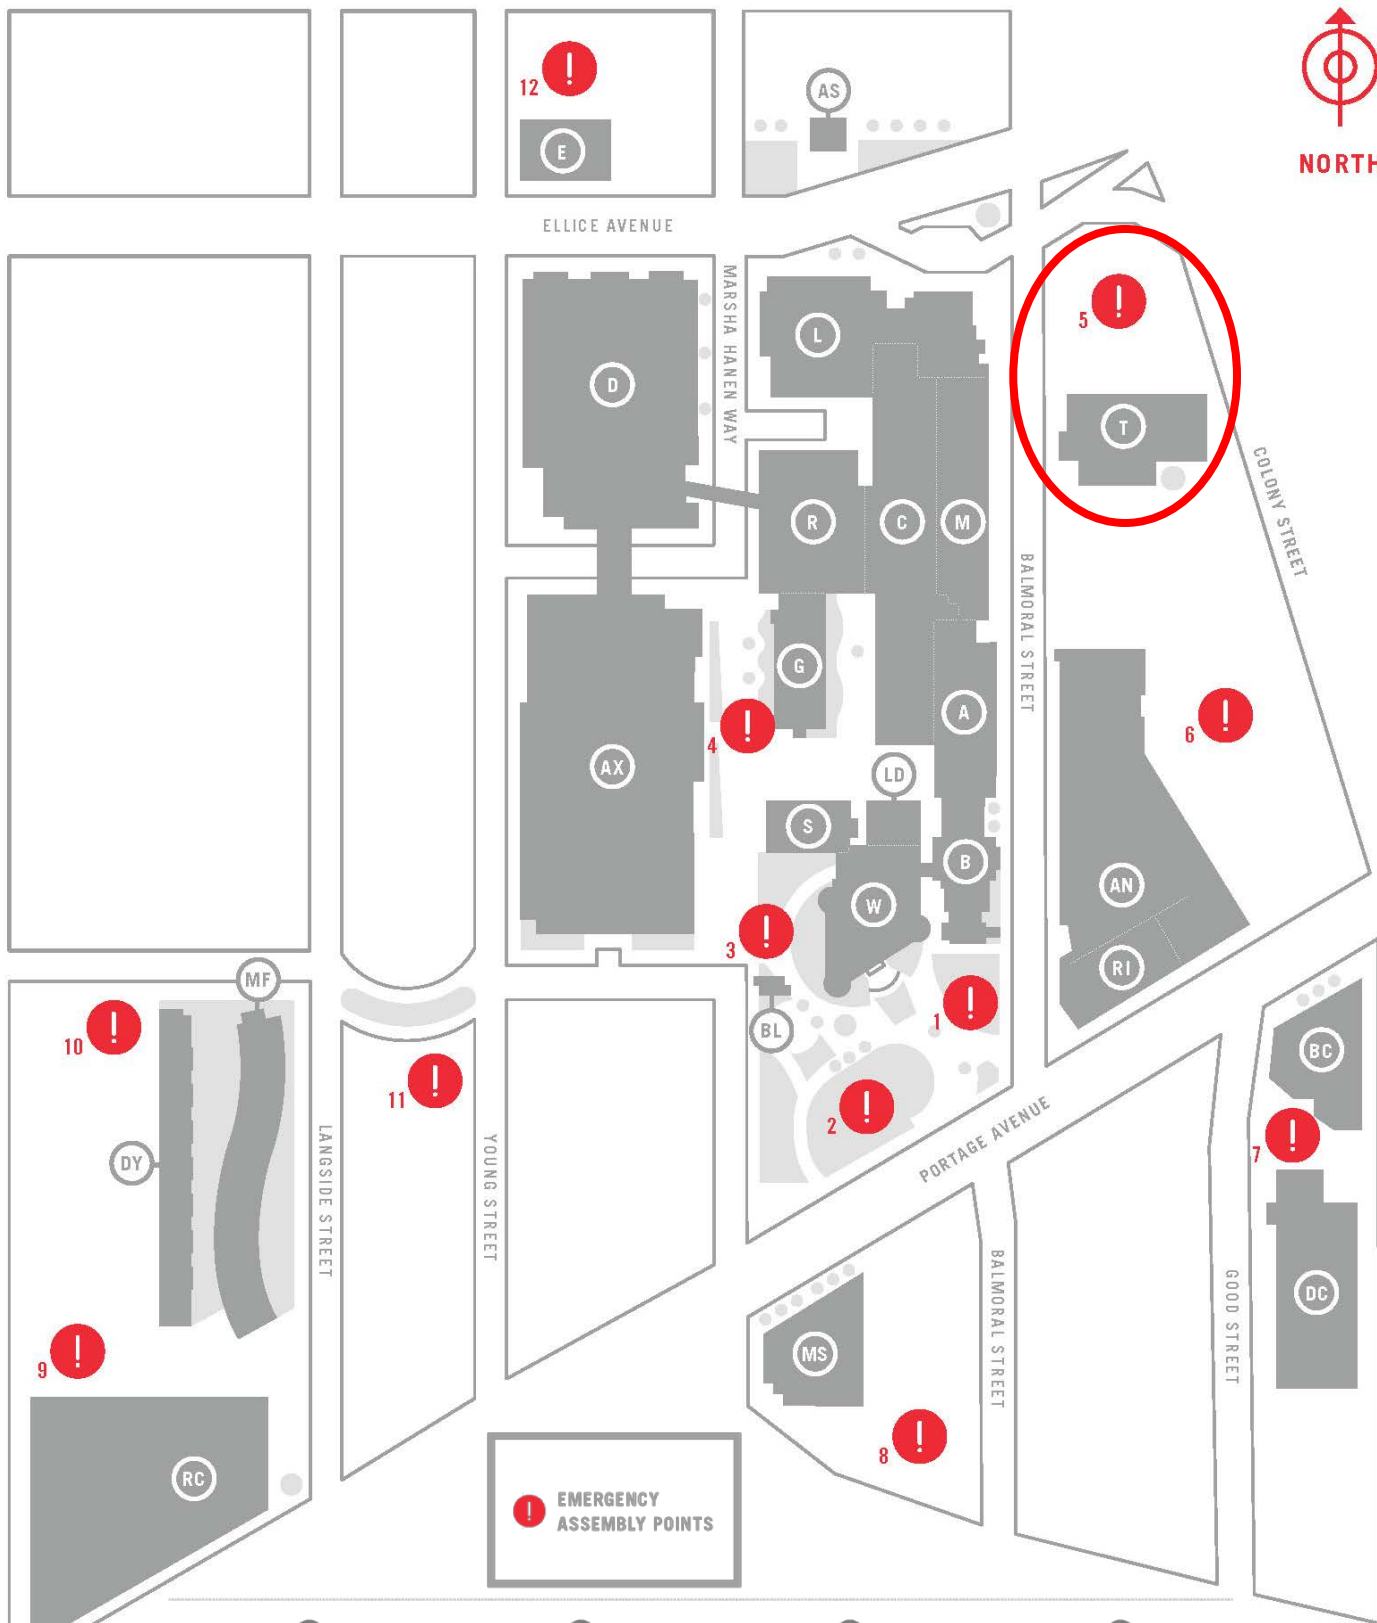 12
AS
NORTH
E
ELLICE AVENUE
MARSHA HANEN WAY
5
L
D
T
COLONY STREET
R
C
M
BALMORAL STREET
G
A
4
6
AX
LD
S
B
AN
W
3
RI
MF
10
1
BL
BC
11
2
7
PORTAGE AVENUE
DY
LANGSIDE STREET
YOUNG STREET
BALMORAL STREET
GOOD STREET
DC
MS
9
8
RC
EMERGENCY
ASSEMBLY POINTS